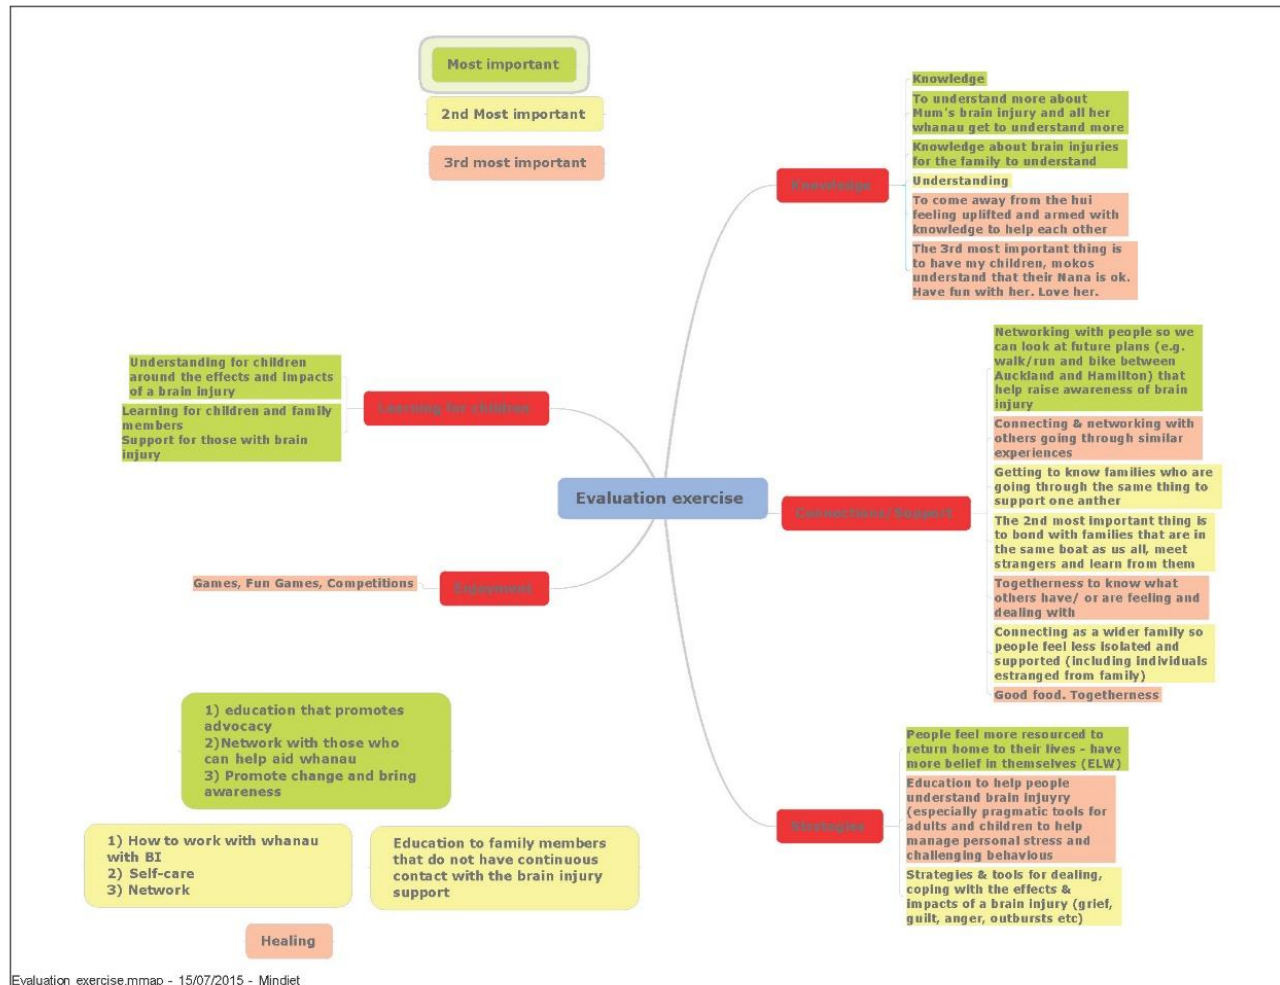 Most important
2nd Most important
3rd most important
Knowledge
Knowledge
To understand more about
Mum's brain injury and all her
whanau get to understand more
Knowledge about brain injuries
for the family to understand
Understanding
To come away from the hui
feeling uplifted and armed with
knowledge to help each other
The 3rd most important thing is
to have my children, mokos
understand that their Nana is ok.
Have fun with her. Love her.
Learning for children
Understanding for children
around the effects and impacts
of a brain injury
Learning for children and family
members
Support for those with brain
injury
Evaluation exercise
Connections/Support
Networking with people so we
can look at future plans (e.g.
walk/run and bike between
Auckland and Hamilton) that
help raise awareness of brain
injury
Connecting & networking with
others going through similar
experiences
Getting to know families who are
going through the same thing to
support one anther
The 2nd most important thing is
to bond with families that are in
the same boat as us all, meet
strangers and learn from them
Togetherness to know what
others have/ or are feeling and
dealing with
Connecting as a wider family so
people feel less isolated and
supported (including individuals
estranged from family)
Good food. Togetherness
Enjoyment
Games, Fun Games, Competitions
Strategies
People feel more resourced to
return home to their lives - have
more belief in themselves (ELW)
Education to help people
understand brain injuyry
(especially pragmatic tools for
adults and children to help
manage personal stress and
challenging behavious
Strategies & tools for dealing,
coping with the effects &
impacts of a brain injury (grief,
guilt, anger, outbursts etc)
1) education that promotes
advocacy
2)Network with those who
can help aid whanau
3) Promote change and bring
awareness
1) How to work with whanau
with BI
2) Self-care
3) Network
Education to family members
that do not have continuous
contact with the brain injury
support
Healing
Evaluation exercise.mmap - 15/07/2015 - Mindjet